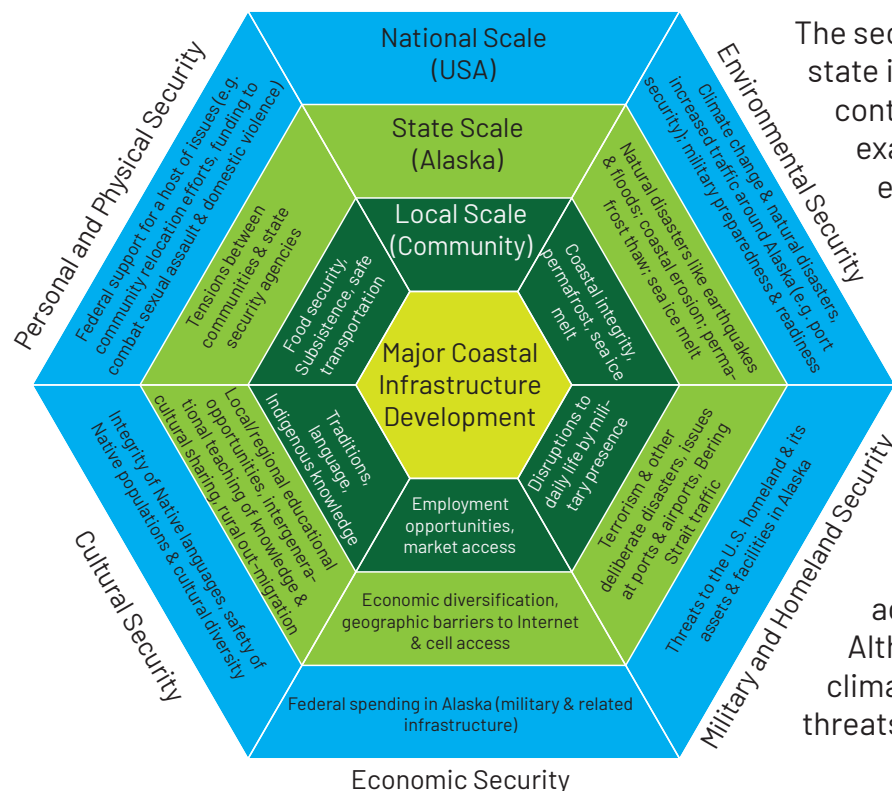 National Scale
(USA)
State Scale
(Alaska)
Local Scale
(Community)
Major Coastal
Infrastructure
Development
Personal and Physical Security
Federal support for a host of issues (e.g.
community relocation efforts, funding to
combat sexual assault & domestic violence)
Tensions between
communities & state
security agencies
Food security,
Subsistence, safe
transportation
Environmental Security
Climate change & natural disasters,
increased traffic around Alaska (e.g. port
security); military preparedness & readiness
Natural disasters like earthquakes
& floods; coastal erosion; perma-
frost thaw; sea ice melt
Coastal integrity,
permafrost, sea ice
melt
Cultural Security
Integrity of Native languages, safety of
Native populations & cultural diversity
Local/regional educational
opportunities, intergenera-
tional teaching of knowledge &
cultural sharing, rural out-migration
Traditions,
language,
Indigenous knowledge
Military and Homeland Security
Threats to the U.S. homeland & its
assets & facilities in Alaska
Terrorism & other
deliberate disasters, issues
at ports & airports, Bering
Strait traffic
Disruptions to
daily life by mili-
tary presence
Employment
opportunities,
market access
Economic diversification,
geographic barriers to Internet
& cell access
Federal spending in Alaska (military & related
infrastructure)
Economic Security
The sec
state i
cont
exa
e
ac
Alth
clima
threats